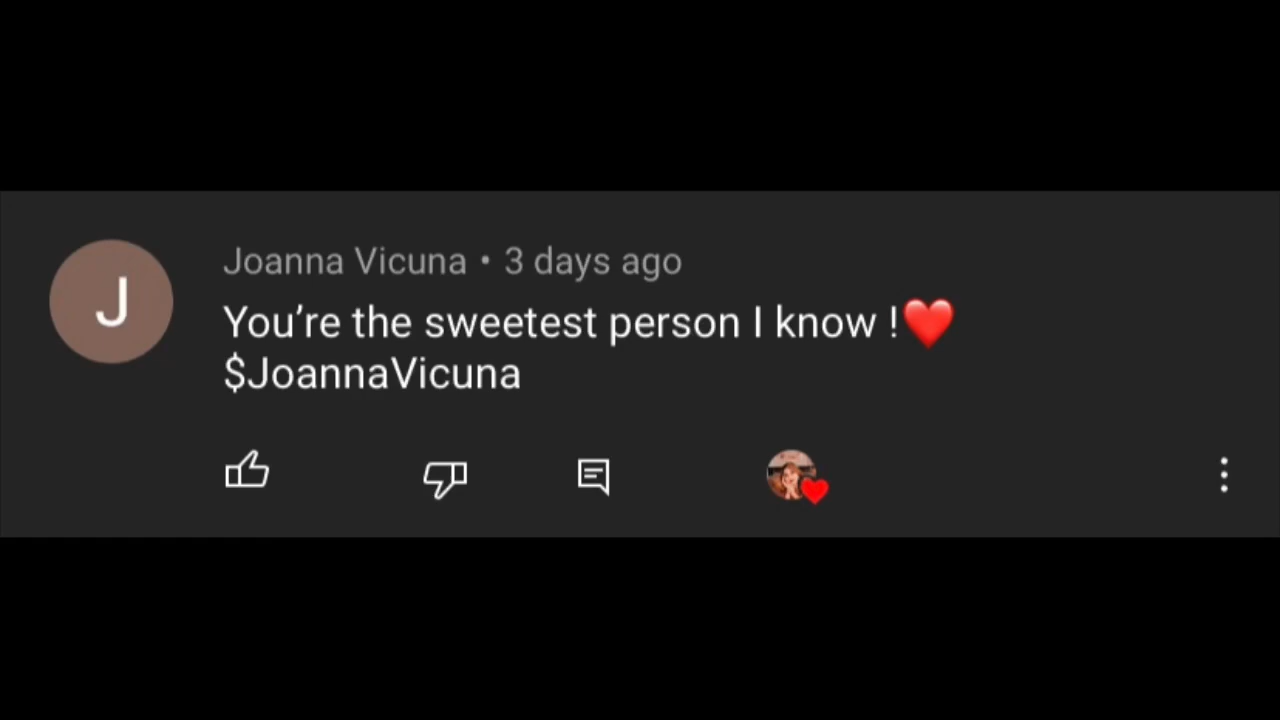 J
Joanna Vicuna • 3 days ago
You’re the sweetest person I know !❤️
$JoannaVicuna